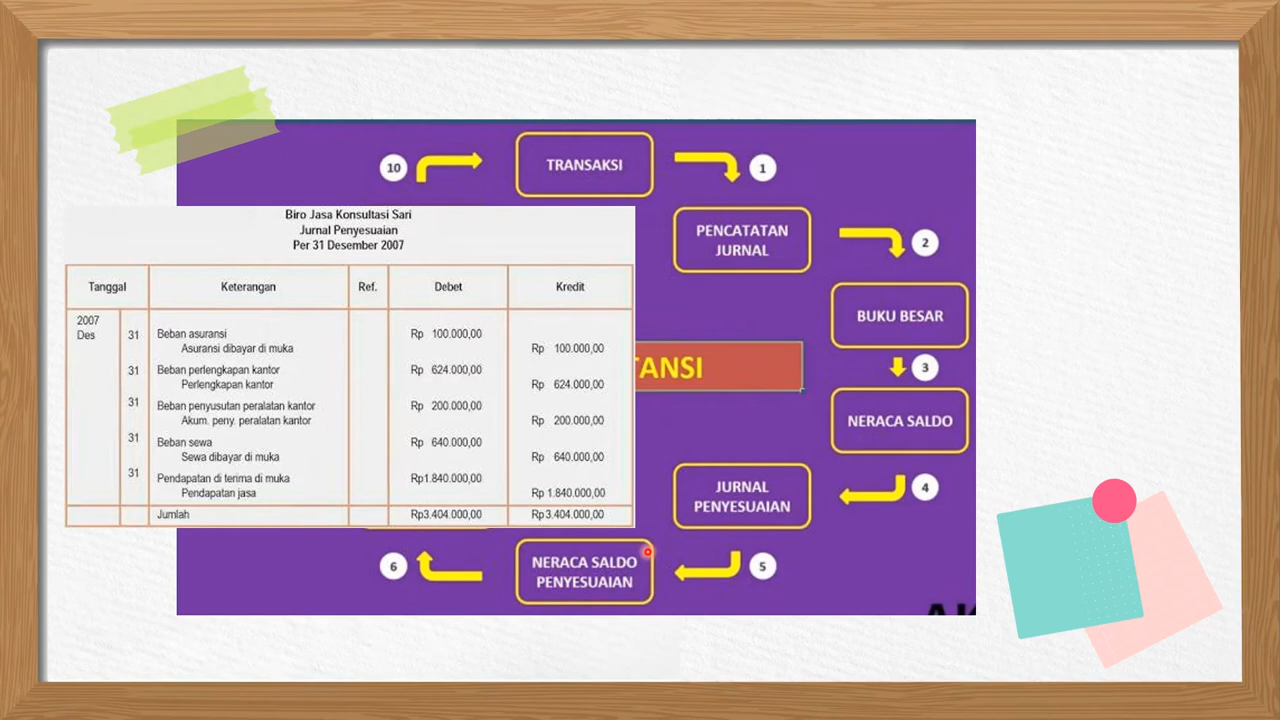 10
TRANSAKSI
1
Biro Jasa Konsultasi Sari
Jurnal Penyesuaian
Per 31 Desember 2007
Tanggal Keterangan Ref. Debet Kredit
2007
Des 31 Beban asuransi Rp 100.000,00
Asuransi dibayar di muka Rp 100.000,00
31 Beban perlengkapan kantor Rp 624.000,00
Perlengkapan kantor Rp 624.000,00
31 Beban penyusutan peralatan kantor Rp 200.000,00
Akum. peny. peralatan kantor Rp 200.000,00
31 Beban sewa Rp 640.000,00
Sewa dibayar di muka Rp 640.000,00
31 Pendapatan di terima di muka Rp1.840.000,00
Pendapatan jasa Rp 1.840.000,00
Jumlah Rp3.404.000,00 Rp3.404.000,00
PENCATATAN
JURNAL
2
BUKU BESAR
TANSI
3
NERACA SALDO
JURNAL
PENYESUAIAN
4
6
NERACA SALDO
PENYESUAIAN
5